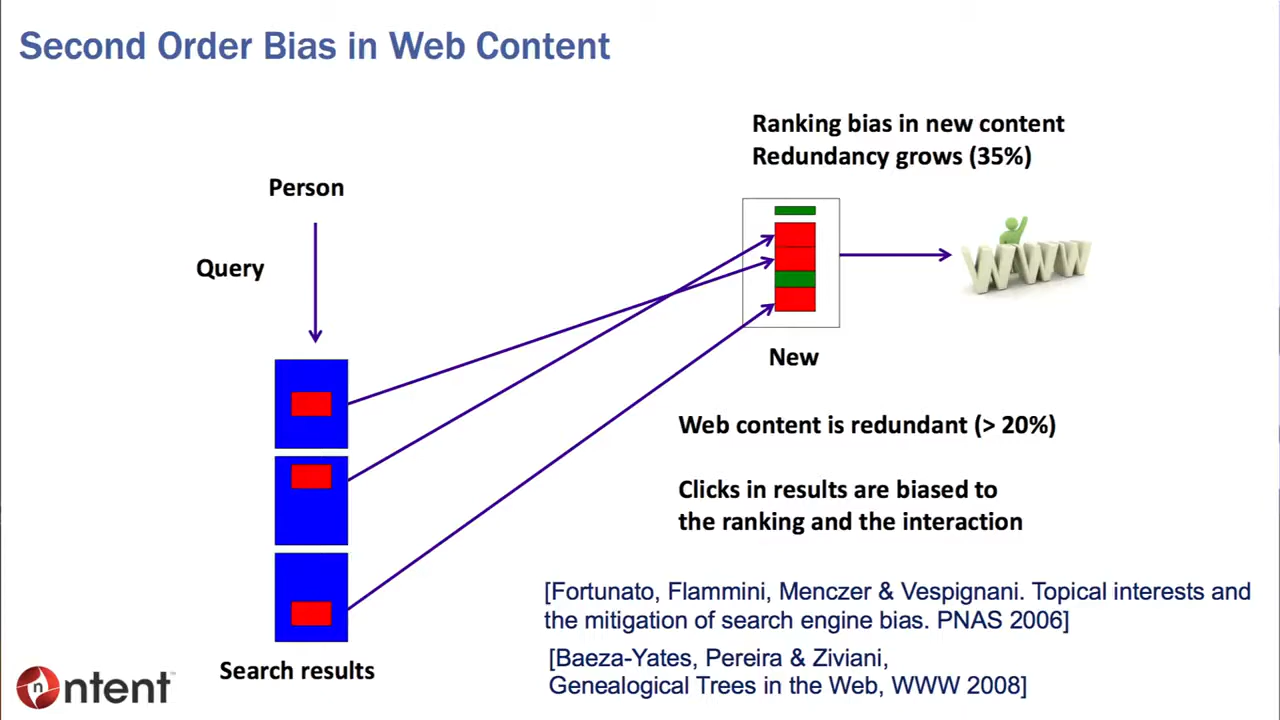 Second Order Bias in Web Content
Ranking bias in new content
Redundancy grows (35%)
Person
Query
WWW
New
Web content is redundant (> 20%)
Clicks in results are biased to
the ranking and the interaction
[Fortunato, Flammini, Menczer & Vespignani. Topical interests and
the mitigation of search engine bias. PNAS 2006]
[Baeza-Yates, Pereira & Ziviani,
Genealogical Trees in the Web, WWW 2008]
Search results
n ntent